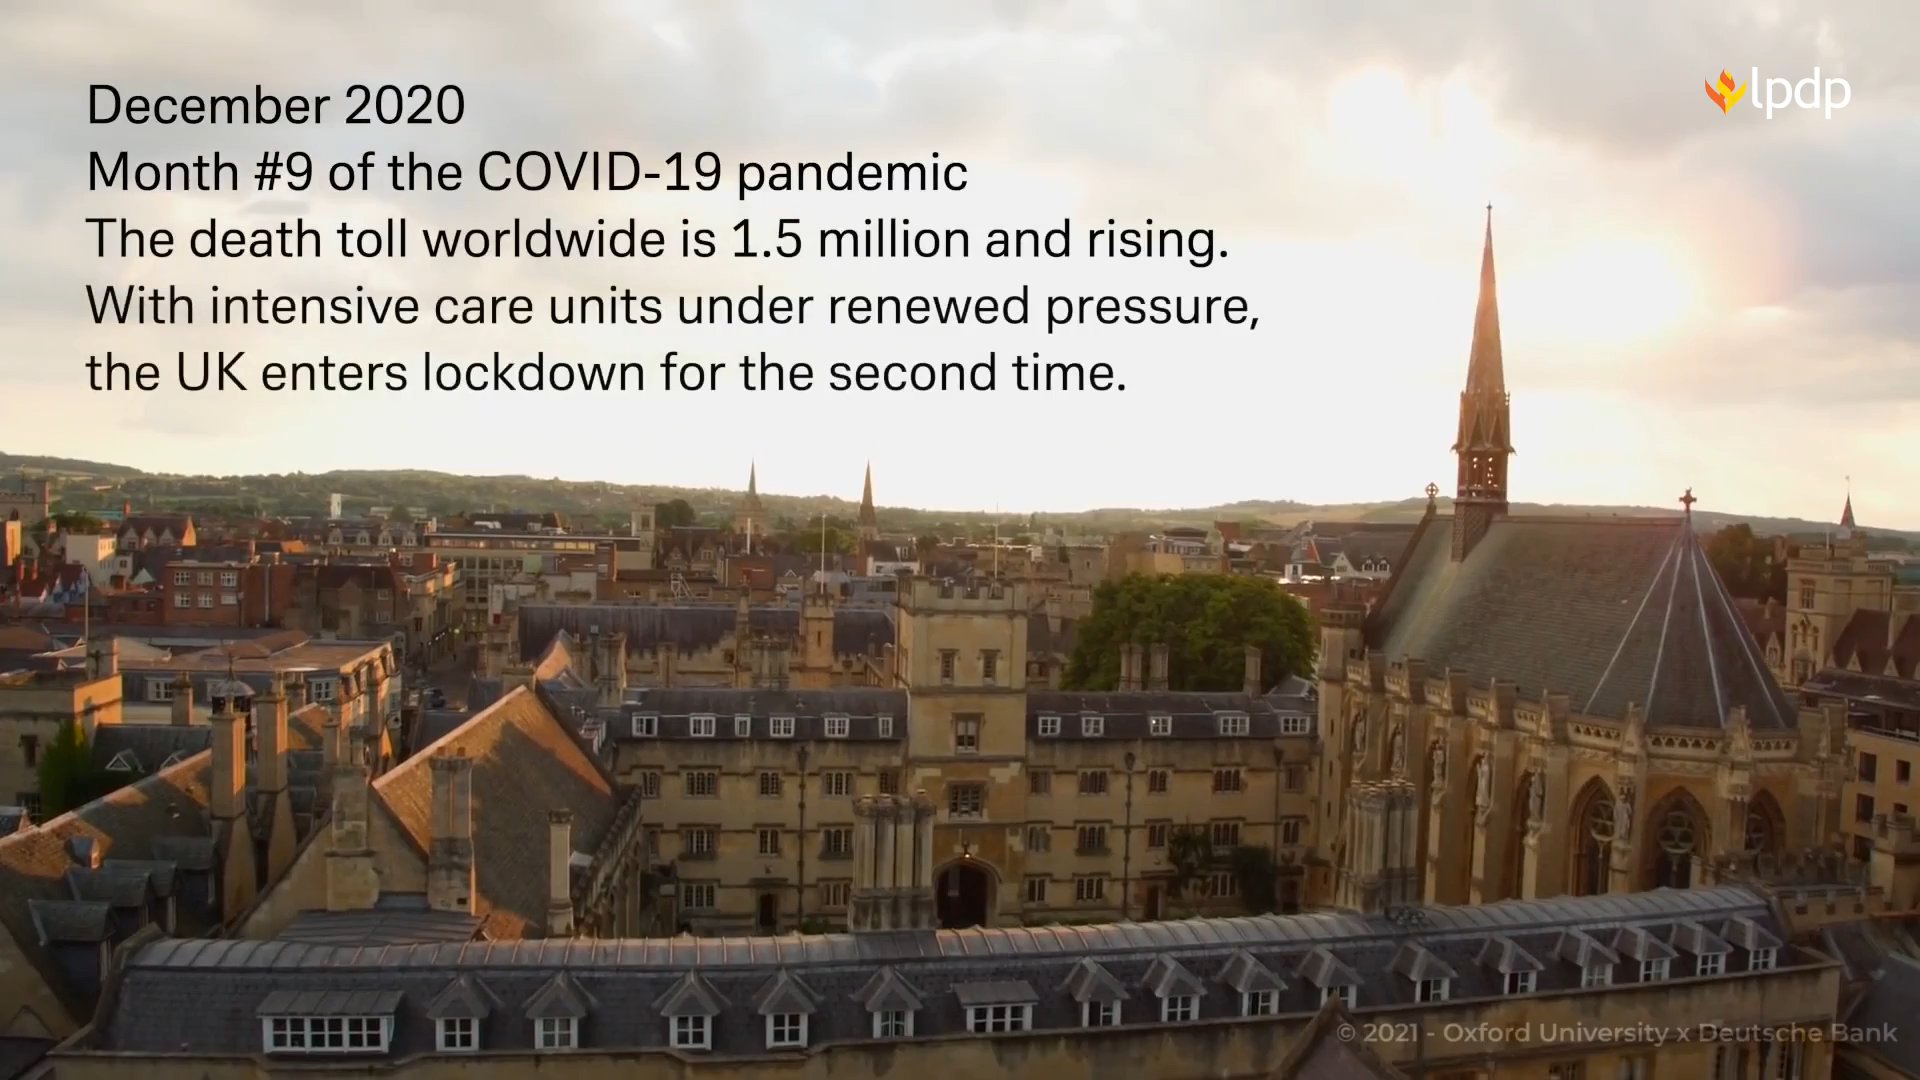 December 2020
Month #9 of the COVID-19 pandemic
The death toll worldwide is 1.5 million and rising.
With intensive care units under renewed pressure,
the UK enters lockdown for the second time.
lpdp
© 2021 - Oxford University x Deutsche Bank